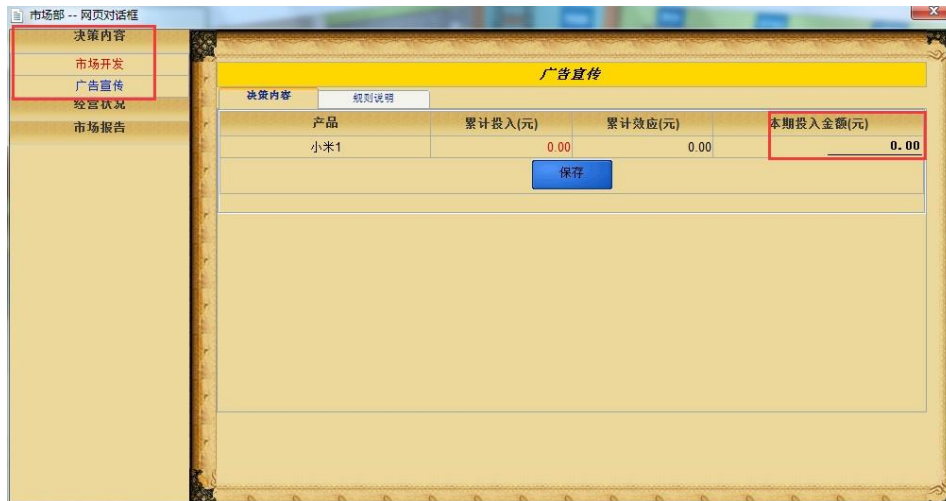 市场部 -- 网页对话框
决策内容
市场开发
广告宣传
经营状况
市场报告
广告宣传
决策内容 规则说明
产品 累计投入(元) 累计效应(元) 本期投入金额(元)
小米1 0.00 0.00 0.00
保存